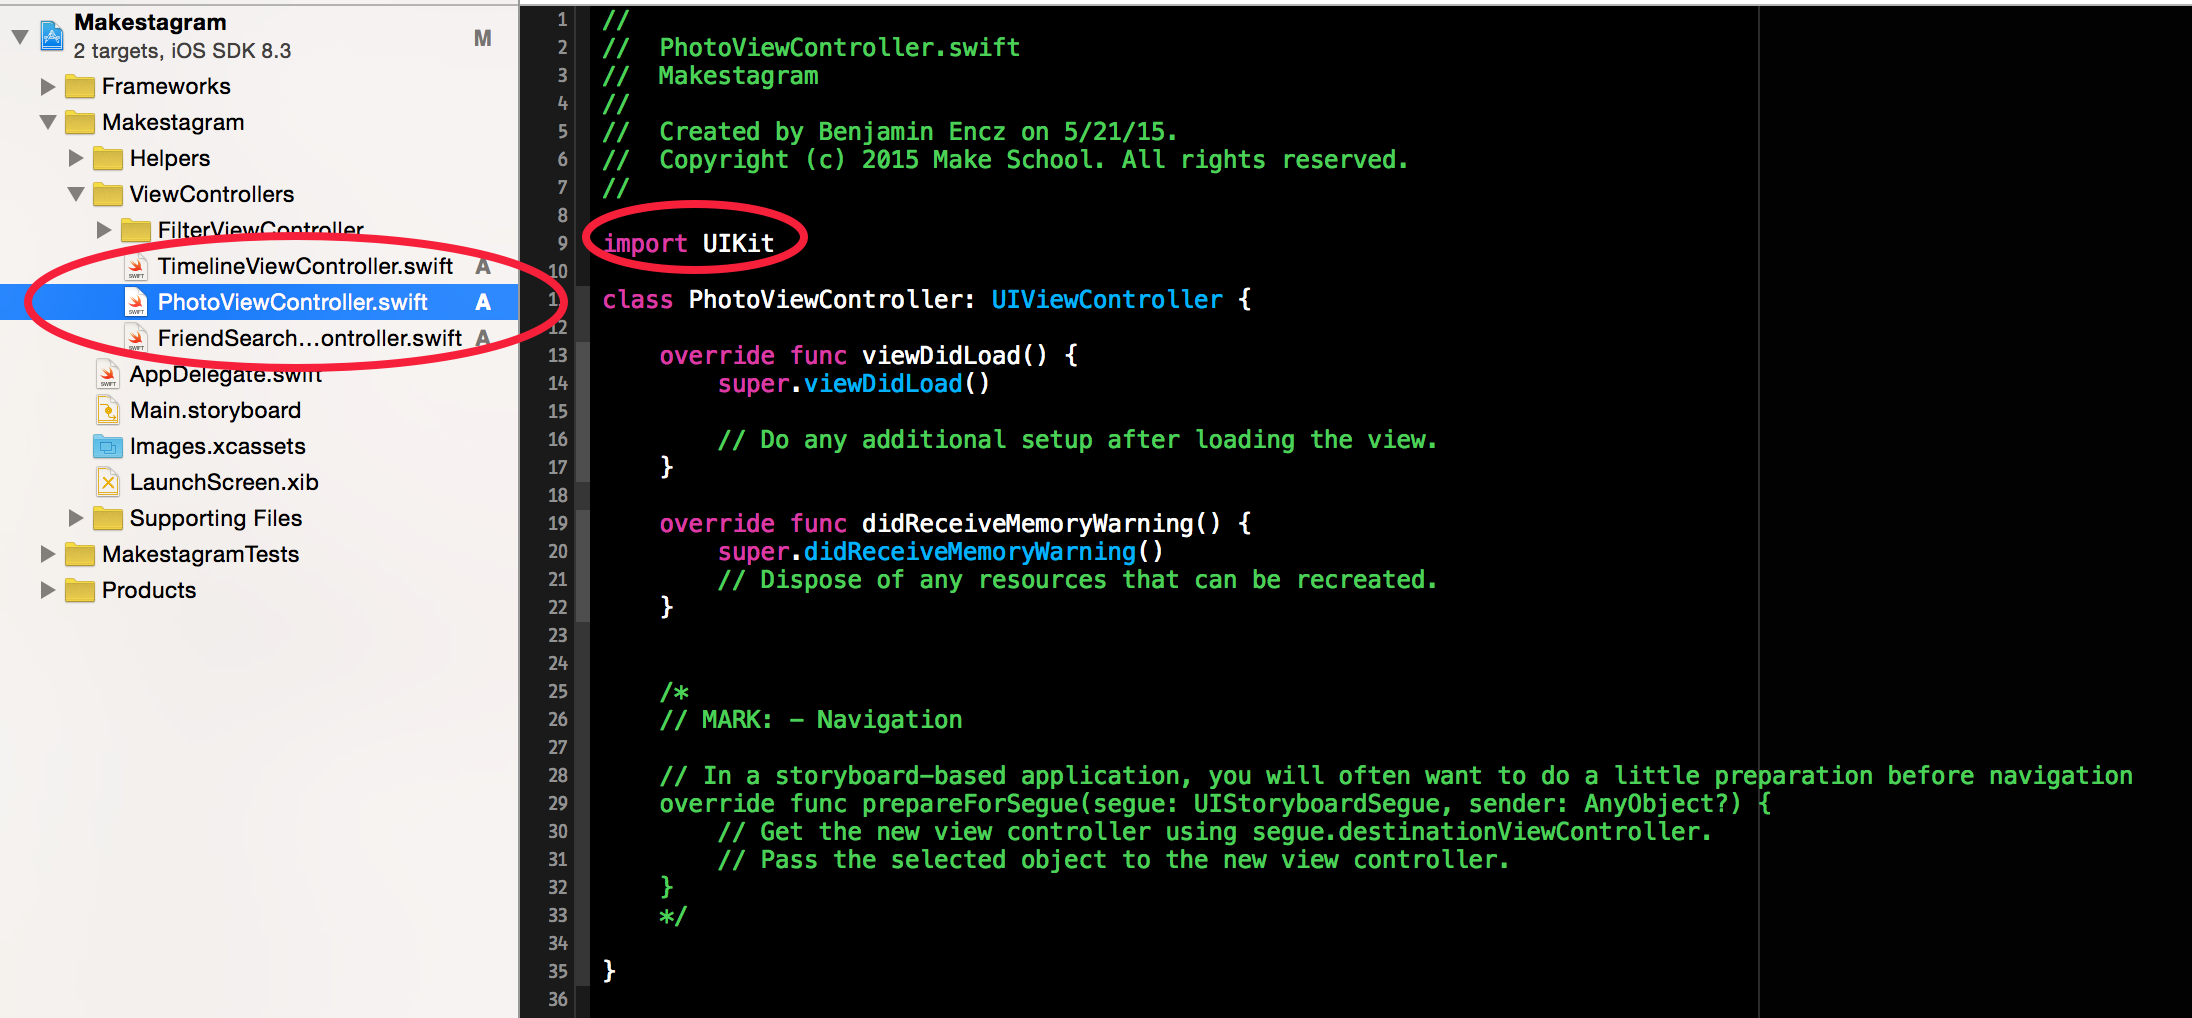 Makestagram
2 targets, iOS SDK 8.3
M
Frameworks
Makestagram
Helpers
ViewControllers
FilterViewController
TimelineViewController.swift A
PhotoViewController.swift A
FriendSearch...ontroller.swift A
AppDelegate.swift
Main.storyboard
Images.xcassets
LaunchScreen.xib
Supporting Files
MakestagramTests
Products
1 //
2 //  PhotoViewController.swift
3 //  Makestagram
4 //
5 //  Created by Benjamin Encz on 5/21/15.
6 //  Copyright (c) 2015 Make School. All rights reserved.
7 //
8
9 import UIKit
10
1 class PhotoViewController: UIViewController {
12
13     override func viewDidLoad() {
14         super.viewDidLoad()
15
16         // Do any additional setup after loading the view.
17     }
18
19     override func didReceiveMemoryWarning() {
20         super.didReceiveMemoryWarning()
21         // Dispose of any resources that can be recreated.
22     }
23
24
25     /*
26     // MARK: - Navigation
27
28     // In a storyboard-based application, you will often want to do a little preparation before navigation
29     override func prepareForSegue(segue: UIStoryboardSegue, sender: AnyObject?) {
30         // Get the new view controller using segue.destinationViewController.
31         // Pass the selected object to the new view controller.
32     }
33     */
34
35 }
36